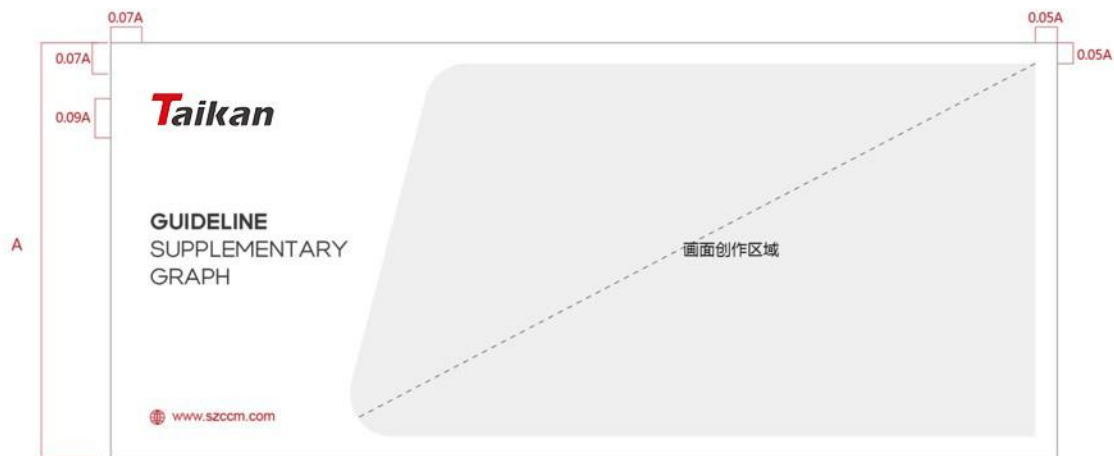 0.07A
0.05A
0.07A
0.05A
0.09A
Taikan
A
GUIDELINE
SUPPLEMENTARY
GRAPH
画面创作区域
www.szccm.com